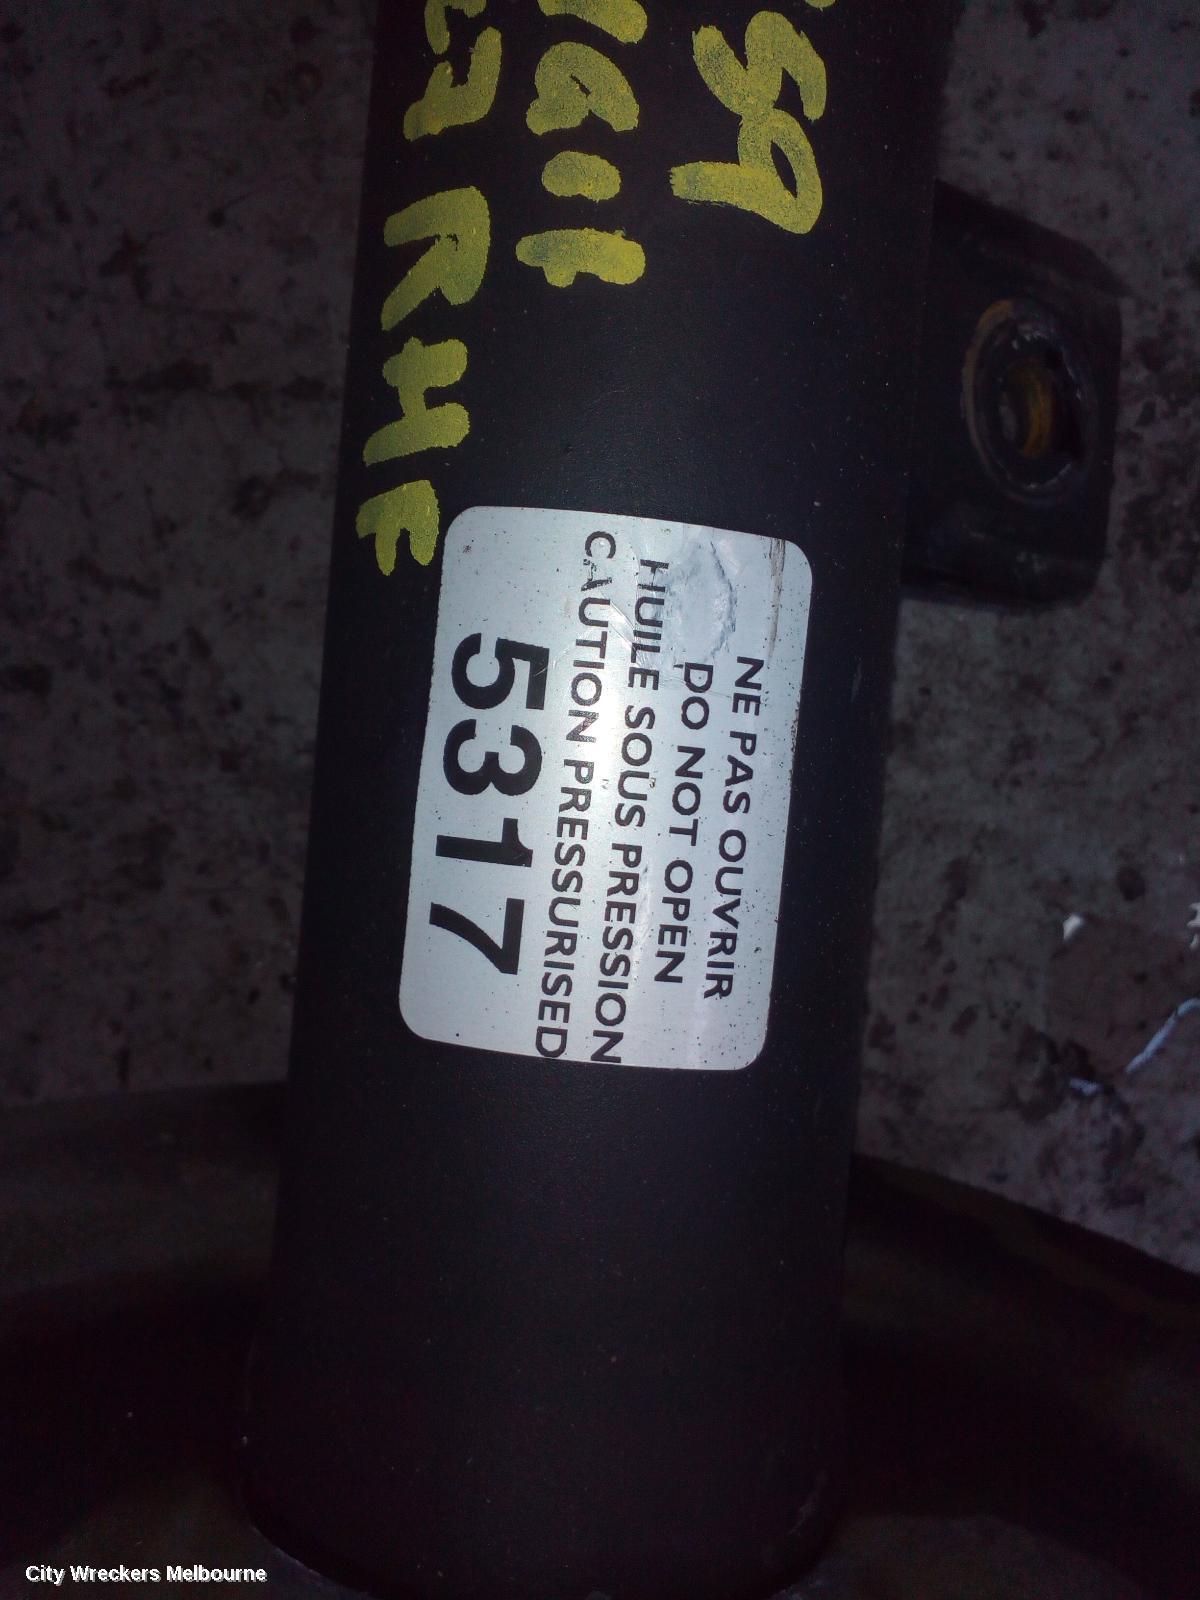 NE PAS OUVRIR
DO NOT OPEN
HUILE SOUS PRESSION
CAUTION PRESSURISED
5317
RHF
City Wreckers Melbourne